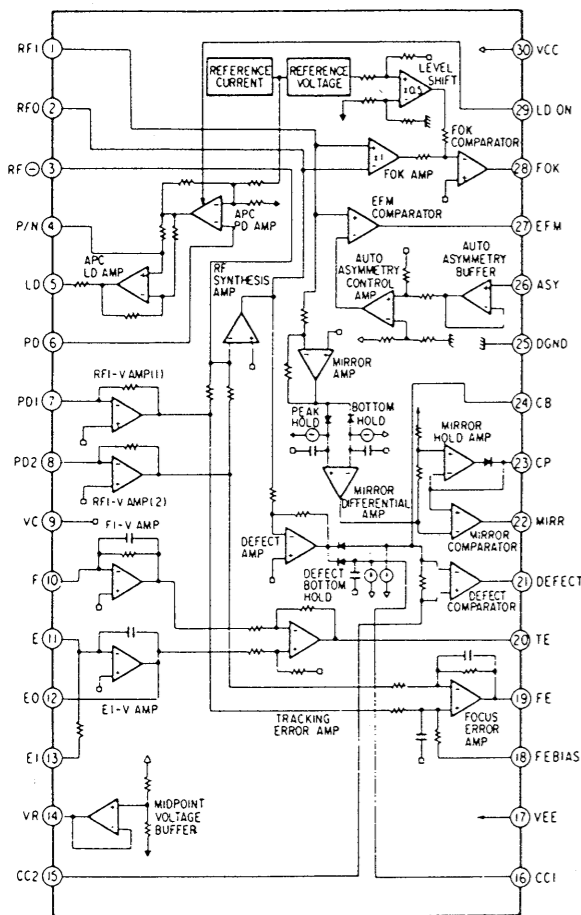 RFI 1
30 VCC
REFERENCE CURRENT
REFERENCE VOLTAGE
LEVEL SHIFT
x0.5
RFO 2
29 LD ON
FOK COMPARATOR
RF⊖ 3
x1
FOK AMP
28 FOK
P/N 4
APC PD AMP
EFM COMPARATOR
27 EFM
APC LD AMP
LD 5
RF SYNTHESIS AMP
AUTO ASYMMETRY CONTROL AMP
AUTO ASYMMETRY BUFFER
26 ASY
PD 6
25 DGND
MIRROR AMP
RFI-V AMP(1)
PD1 7
24 CB
PEAK HOLD
BOTTOM HOLD
MIRROR HOLD AMP
PD2 8
23 CP
RFI-V AMP(2)
MIRROR DIFFERENTIAL AMP
VC 9
22 MIRR
MIRROR COMPARATOR
FI-V AMP
DEFECT AMP
F 10
DEFECT BOTTOM HOLD
21 DEFECT
DEFECT COMPARATOR
E 11
20 TE
EO 12
EI-V AMP
19 FE
TRACKING ERROR AMP
FOCUS ERROR AMP
EI 13
18 FEBIAS
VR 14
MIDPOINT VOLTAGE BUFFER
17 VEE
CC2 15
16 CC1